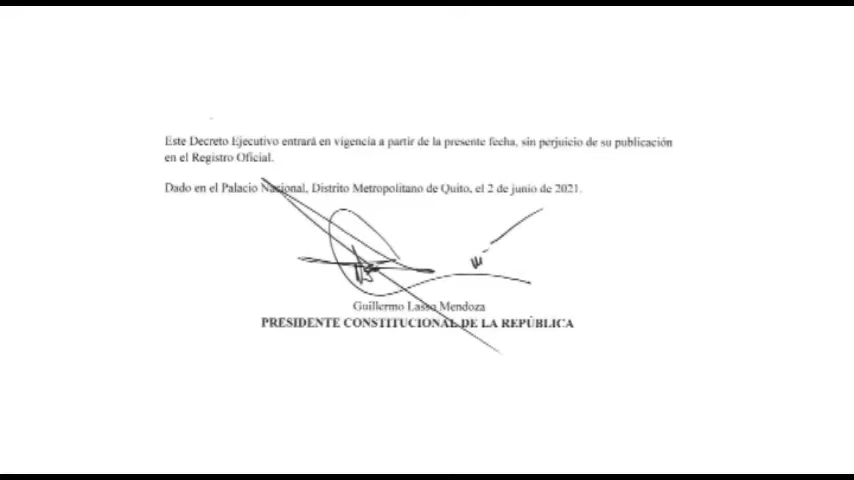 Este Decreto Ejecutivo entrará en vigencia a partir de la presente fecha, sin perjuicio de su publicación
en el Registro Oficial.
Dado en el Palacio Nacional, Distrito Metropolitano de Quito, el 2 de junio de 2021.
Guillermo Lasso Mendoza
PRESIDENTE CONSTITUCIONAL DE LA REPÚBLICA